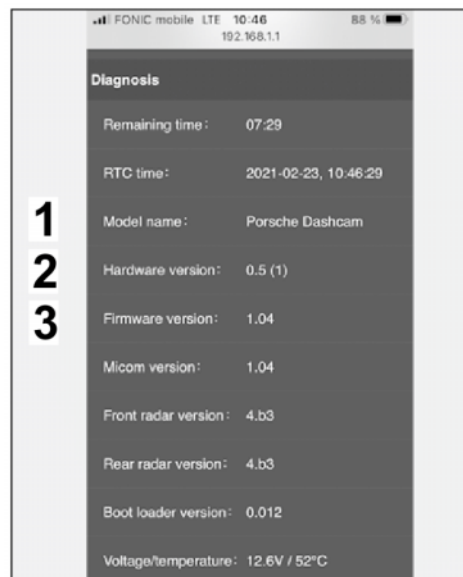 FONIC mobile LTE 10:46 88 %
192.168.1.1
Diagnosis
Remaining time: 07:29
RTC time: 2021-02-23, 10:46:29
1 Model name: Porsche Dashcam
2 Hardware version: 0.5 (1)
3 Firmware version: 1.04
Micom version: 1.04
Front radar version: 4.b3
Rear radar version: 4.b3
Boot loader version: 0.012
Voltage/temperature: 12.6V / 52°C